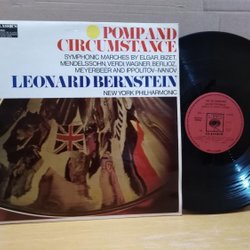 CLASSICS
POMP AND
CIRCUMSTANCE
SYMPHONIC MARCHES BY ELGAR, BIZET,
MENDELSSOHN, VERDI, WAGNER, BERLIOZ,
MEYERBEER AND IPPOLITOV-IVANOV
LEONARD BERNSTEIN
NEW YORK PHILHARMONIC